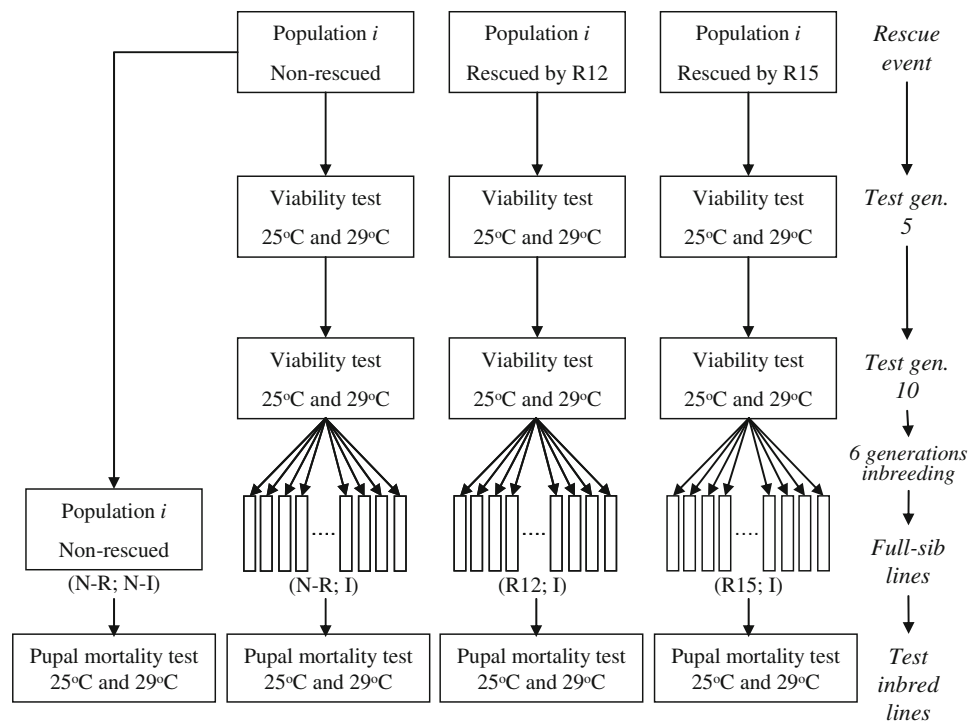 Population i
Non-rescued
Population i
Rescued by R12
Population i
Rescued by R15
Rescue
event
Viability test
25°C and 29°C
Viability test
25°C and 29°C
Viability test
25°C and 29°C
Test gen.
5
Viability test
25°C and 29°C
Viability test
25°C and 29°C
Viability test
25°C and 29°C
Test gen.
10
6 generations
inbreeding
Population i
Non-rescued
(N-R; N-I)
....
(N-R; I)
....
(R12; I)
....
(R15; I)
Full-sib
lines
Pupal mortality test
25°C and 29°C
Pupal mortality test
25°C and 29°C
Pupal mortality test
25°C and 29°C
Pupal mortality test
25°C and 29°C
Test
inbred
lines